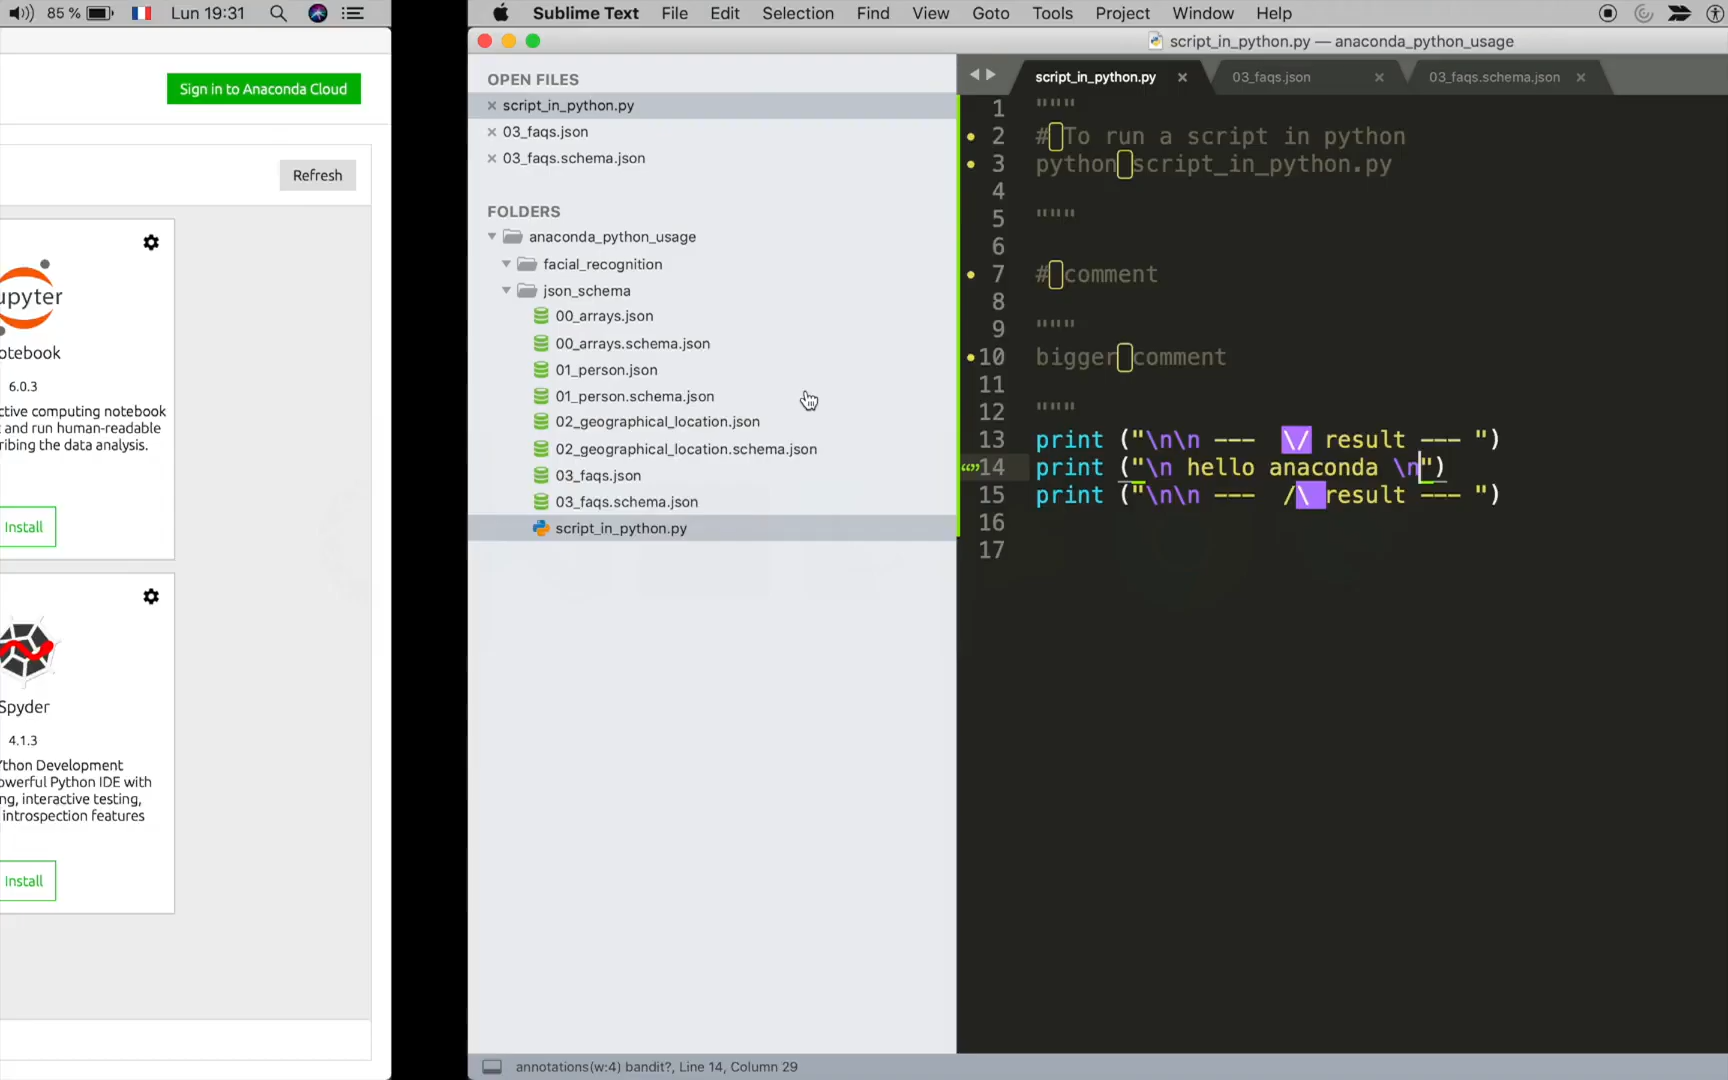 85 %
Lun 19:31
Sign in to Anaconda Cloud
Refresh
upyter
otebook
6.0.3
ctive computing notebook
t and run human-readable
ribing the data analysis.
Install
Spyder
4.1.3
Ython Development
owerful Python IDE with
ng, interactive testing,
introspection features
Install
Sublime Text File Edit Selection Find View Goto Tools Project Window Help
script_in_python.py — anaconda_python_usage
OPEN FILES
script_in_python.py
03_faqs.json
03_faqs.schema.json
FOLDERS
anaconda_python_usage
facial_recognition
json_schema
00_arrays.json
00_arrays.schema.json
01_person.json
01_person.schema.json
02_geographical_location.json
02_geographical_location.schema.json
03_faqs.json
03_faqs.schema.json
script_in_python.py
script_in_python.py 03_faqs.json 03_faqs.schema.json
1 """
2 # To run a script in python
3 python script_in_python.py
4
5 """
6
7 # comment
8
9 """
10 bigger comment
11
12 """
13 print ("\n\n ---  \/ result --- ")
14 print ("\n hello anaconda \n")
15 print ("\n\n ---  /\ result --- ")
16
17
annotations(w:4) bandit?, Line 14, Column 29